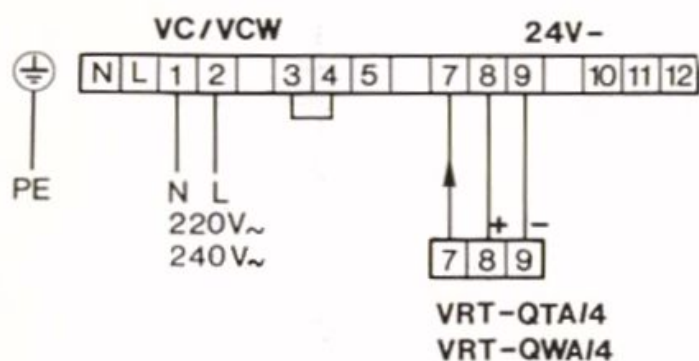 VC/VCW 24V-
N L 1 2 3 4 5 7 8 9 10 11 12
PE
N L
220V~
240V~
+ -
7 8 9
VRT-QTA/4
VRT-QWA/4